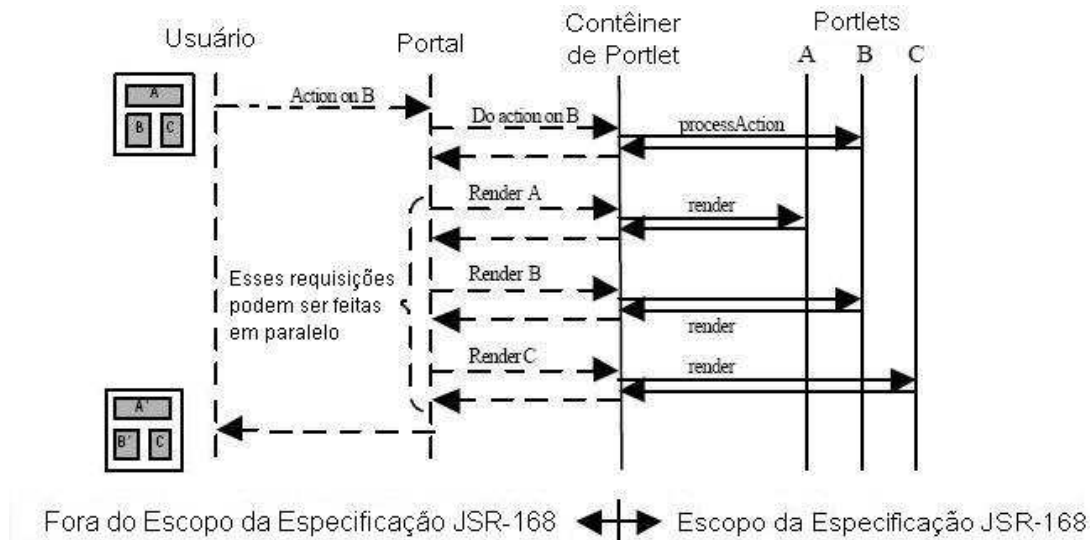 Usuário
Portal
Contêiner
de Portlet
Portlets
A B C
A
B C
Action on B
Do action on B
processAction
Render A
render
Esses requisições
podem ser feitas
em paralelo
Render B
render
Render C
render
A'
B' C
Fora do Escopo da Especificação JSR-168
Escopo da Especificação JSR-168